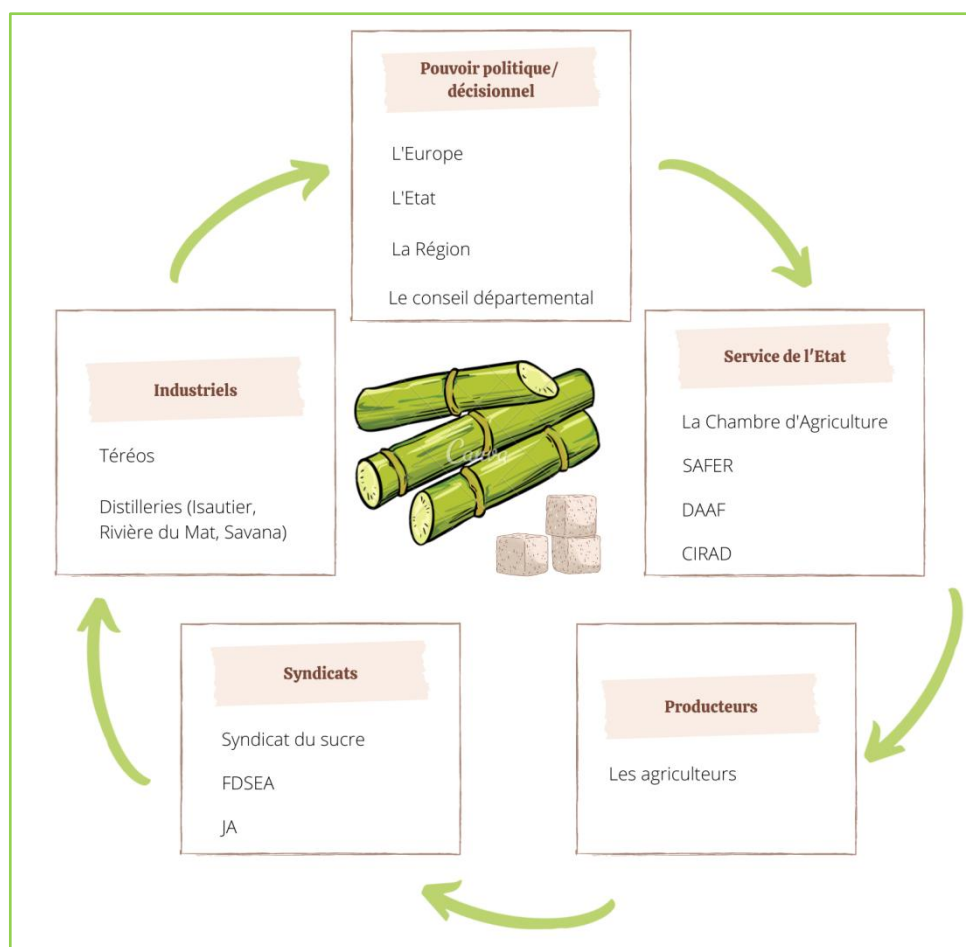 Pouvoir politique/
décisionnel
L'Europe
L'Etat
La Région
Le conseil départemental
Service de l'Etat
La Chambre d'Agriculture
SAFER
DAAF
CIRAD
Producteurs
Les agriculteurs
Syndicats
Syndicat du sucre
FDSEA
JA
Industriels
Téréos
Distilleries (Isautier,
Rivière du Mat, Savana)
Canva